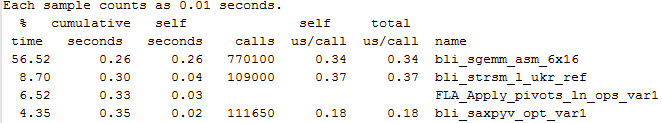 Each sample counts as 0.01 seconds.
% cumulative self self total
time seconds seconds calls us/call us/call name
56.52 0.26 0.26 770100 0.34 0.34 bli_sgemm_asm_6x16
8.70 0.30 0.04 109000 0.37 0.37 bli_strsm_l_ukr_ref
6.52 0.33 0.03 FLA_Apply_pivots_ln_ops_var1
4.35 0.35 0.02 111650 0.18 0.18 bli_saxpyv_opt_var1